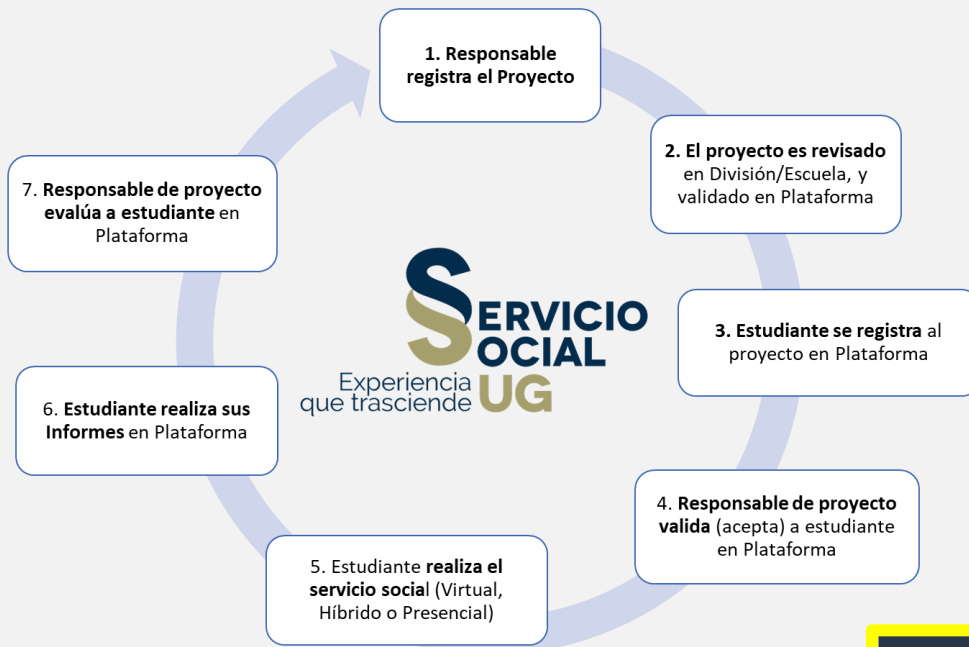 1. Responsable
registra el Proyecto
2. El proyecto es revisado
en División/Escuela, y
validado en Plataforma
3. Estudiante se registra al
proyecto en Plataforma
4. Responsable de proyecto
valida (acepta) a estudiante
en Plataforma
5. Estudiante realiza el
servicio social (Virtual,
Híbrido o Presencial)
6. Estudiante realiza sus
Informes en Plataforma
7. Responsable de proyecto
evalúa a estudiante en
Plataforma
SERVICIO
SOCIAL
Experiencia
que trasciende UG